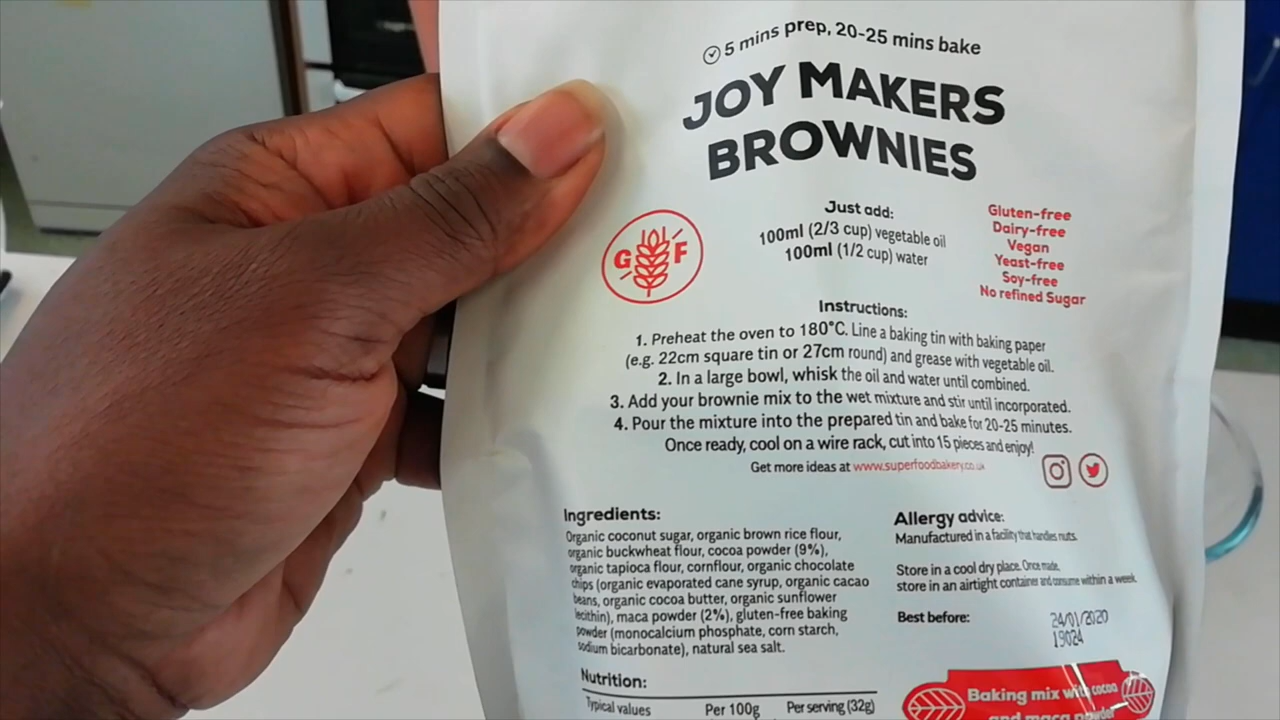 5 mins prep, 20-25 mins bake
JOY MAKERS
BROWNIES
G F
Just add:
100ml (2/3 cup) vegetable oil
100ml (1/2 cup) water
Gluten-free
Dairy-free
Vegan
Yeast-free
Soy-free
No refined Sugar
Instructions:
1. Preheat the oven to 180°C. Line a baking tin with baking paper
(e.g. 22cm square tin or 27cm round) and grease with vegetable oil.
2. In a large bowl, whisk the oil and water until combined.
3. Add your brownie mix to the wet mixture and stir until incorporated.
4. Pour the mixture into the prepared tin and bake for 20-25 minutes.
Once ready, cool on a wire rack, cut into 15 pieces and enjoy!
Get more ideas at www.superfoodbakery.co.uk
Ingredients:
Organic coconut sugar, organic brown rice flour,
organic buckwheat flour, cocoa powder (9%),
organic tapioca flour, cornflour, organic chocolate
chips (organic evaporated cane syrup, organic cacao
beans, organic cocoa butter, organic sunflower
lecithin), maca powder (2%), gluten-free baking
powder (monocalcium phosphate, corn starch,
sodium bicarbonate), natural sea salt.
Allergy advice:
Manufactured in a facility that handles nuts.
Store in a cool dry place. Once made,
store in an airtight container and consume within a week.
Best before:
24/01/2020
19024
Nutrition:
Typical values Per 100g Per serving (32g)
Baking mix with cocoa
and maca powder